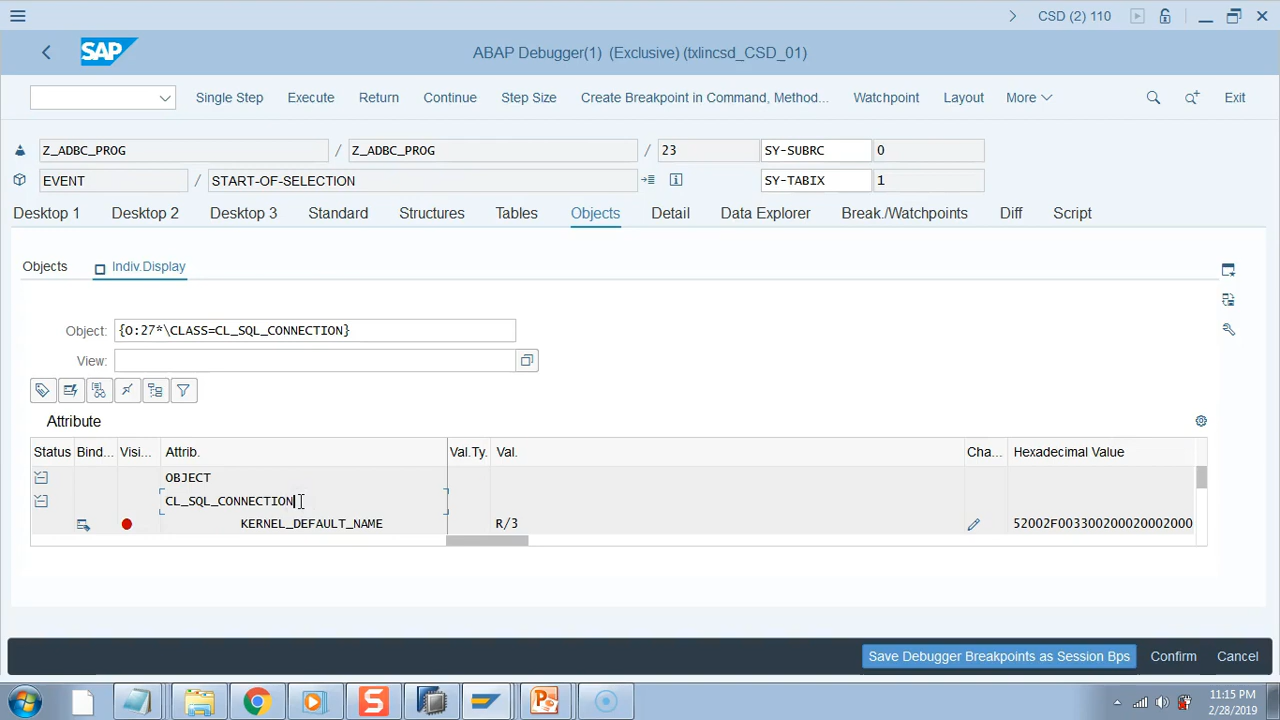 CSD (2) 110
SAP
ABAP Debugger(1) (Exclusive) (txlincsd_CSD_01)
Single Step Execute Return Continue Step Size Create Breakpoint in Command, Method... Watchpoint Layout More Exit
Z_ADBC_PROG / Z_ADBC_PROG / 23 SY-SUBRC 0
EVENT / START-OF-SELECTION SY-TABIX 1
Desktop 1 Desktop 2 Desktop 3 Standard Structures Tables Objects Detail Data Explorer Break./Watchpoints Diff Script
Objects Indiv.Display
Object: {O:27*\CLASS=CL_SQL_CONNECTION}
View:
Attribute
Status Bind... Visi... Attrib. Val.Ty. Val. Cha... Hexadecimal Value
OBJECT
CL_SQL_CONNECTION
KERNEL_DEFAULT_NAME R/3 52002F003300200020002000
Save Debugger Breakpoints as Session Bps Confirm Cancel
11:15 PM
2/28/2019